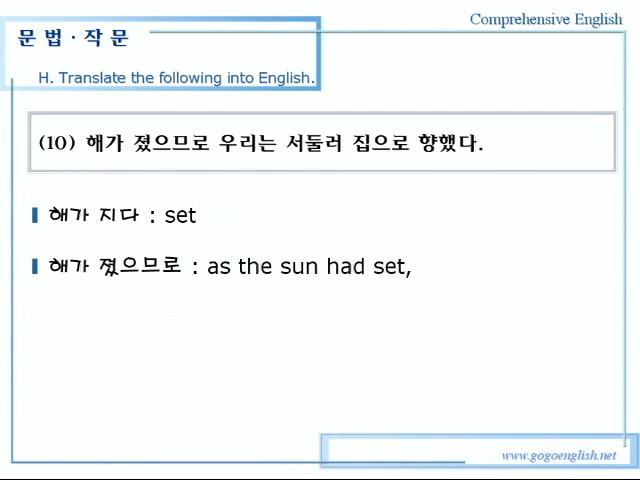 Comprehensive English
문법·작문
H. Translate the following into English.
(10) 해가 졌으므로 우리는 서둘러 집으로 향했다.
해가 지다 : set
해가 졌으므로 : as the sun had set,
www.gogoenglish.net